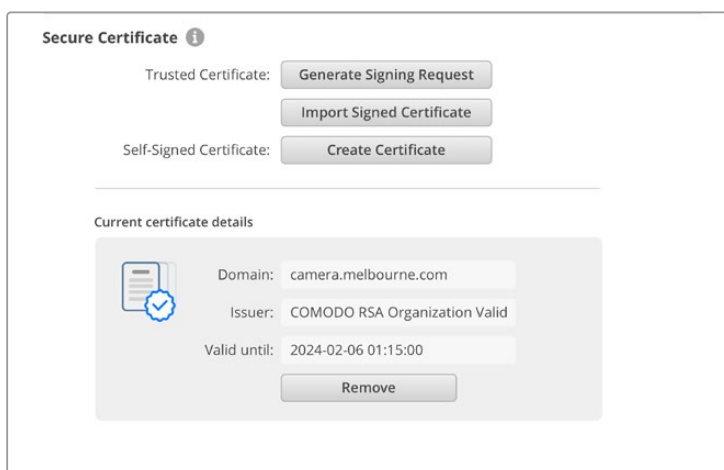 Secure Certificate
Trusted Certificate: Generate Signing Request
Import Signed Certificate
Self-Signed Certificate: Create Certificate
Current certificate details
Domain: camera.melbourne.com
Issuer: COMODO RSA Organization Valid
Valid until: 2024-02-06 01:15:00
Remove